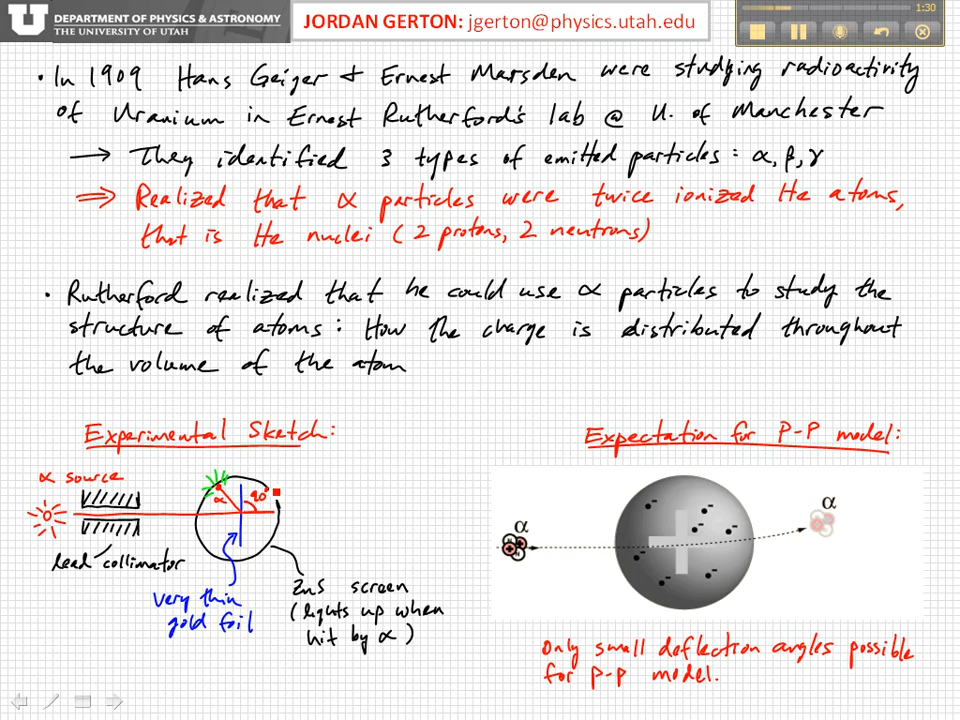 DEPARTMENT OF PHYSICS & ASTRONOMY
THE UNIVERSITY OF UTAH
JORDAN GERTON: jgerton@physics.utah.edu
1:30
• In 1909 Hans Geiger & Ernest Marsden were studying radioactivity
of Uranium in Ernest Rutherford's lab @ U. of Manchester
→ They identified 3 types of emitted particles: α, β, γ
⇒ Realized that α particles were twice ionized He atoms,
that is He nuclei (2 protons, 2 neutrons)
• Rutherford realized that he could use α particles to study the
structure of atoms: How the charge is distributed throughout
the volume of the atom
Experimental Sketch:
α source
α
90°
lead collimator
very thin
gold foil
ZnS screen
(lights up when
hit by α)
Expectation for P-P model:
α
α
Only small deflection angles possible
for P-P model.